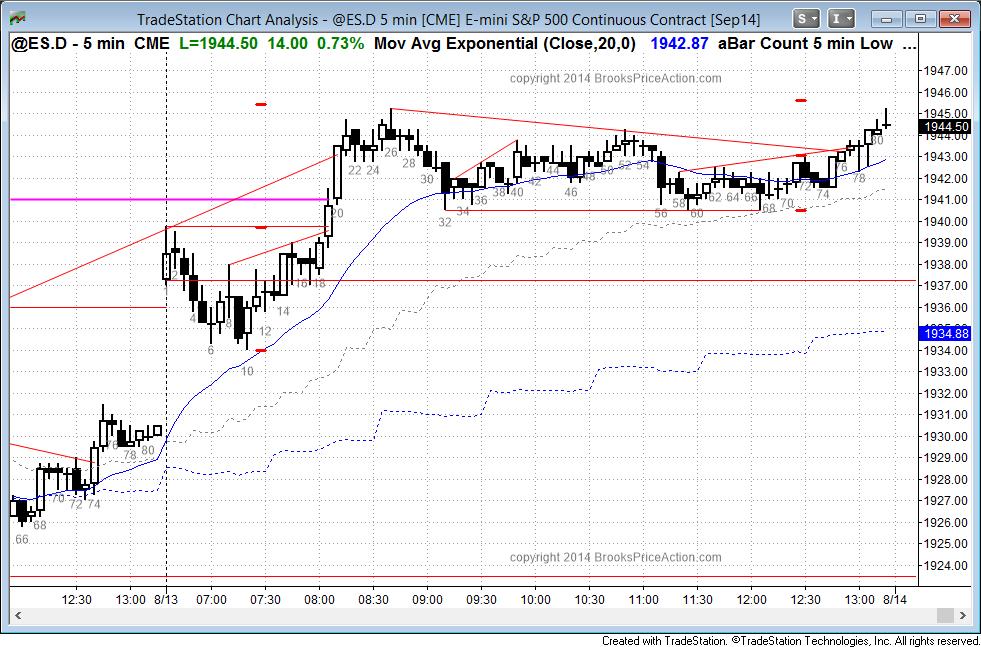 TradeStation Chart Analysis - @ES.D 5 min [CME] E-mini S&P 500 Continuous Contract [Sep14]
S I
@ES.D - 5 min CME L=1944.50 14.00 0.73% Mov Avg Exponential (Close,20,0) 1942.87 aBar Count 5 min Low ...
copyright 2014 BrooksPriceAction.com
1947.00
1946.00
1945.00
1944.50
1944.00
1943.00
1942.00
1941.00
1940.00
1939.00
1938.00
1937.00
1936.00
1934.88
1934.00
1933.00
1932.00
1931.00
1930.00
1929.00
1928.00
1927.00
1926.00
1925.00
1924.00
66 68 70 72 74 76 78 80
2 4 6 8 10 12 14 16 18 20 22 24 26 28 30 32 34 36 38 40 42 44 46 48 50 52 54 56 58 60 62 64 66 68 70 72 74 76 78 80
copyright 2014 BrooksPriceAction.com
12:30 13:00 8/13 07:00 07:30 08:00 08:30 09:00 09:30 10:00 10:30 11:00 11:30 12:00 12:30 13:00 8/14
Created with TradeStation. ©TradeStation Technologies, Inc. All rights reserved.